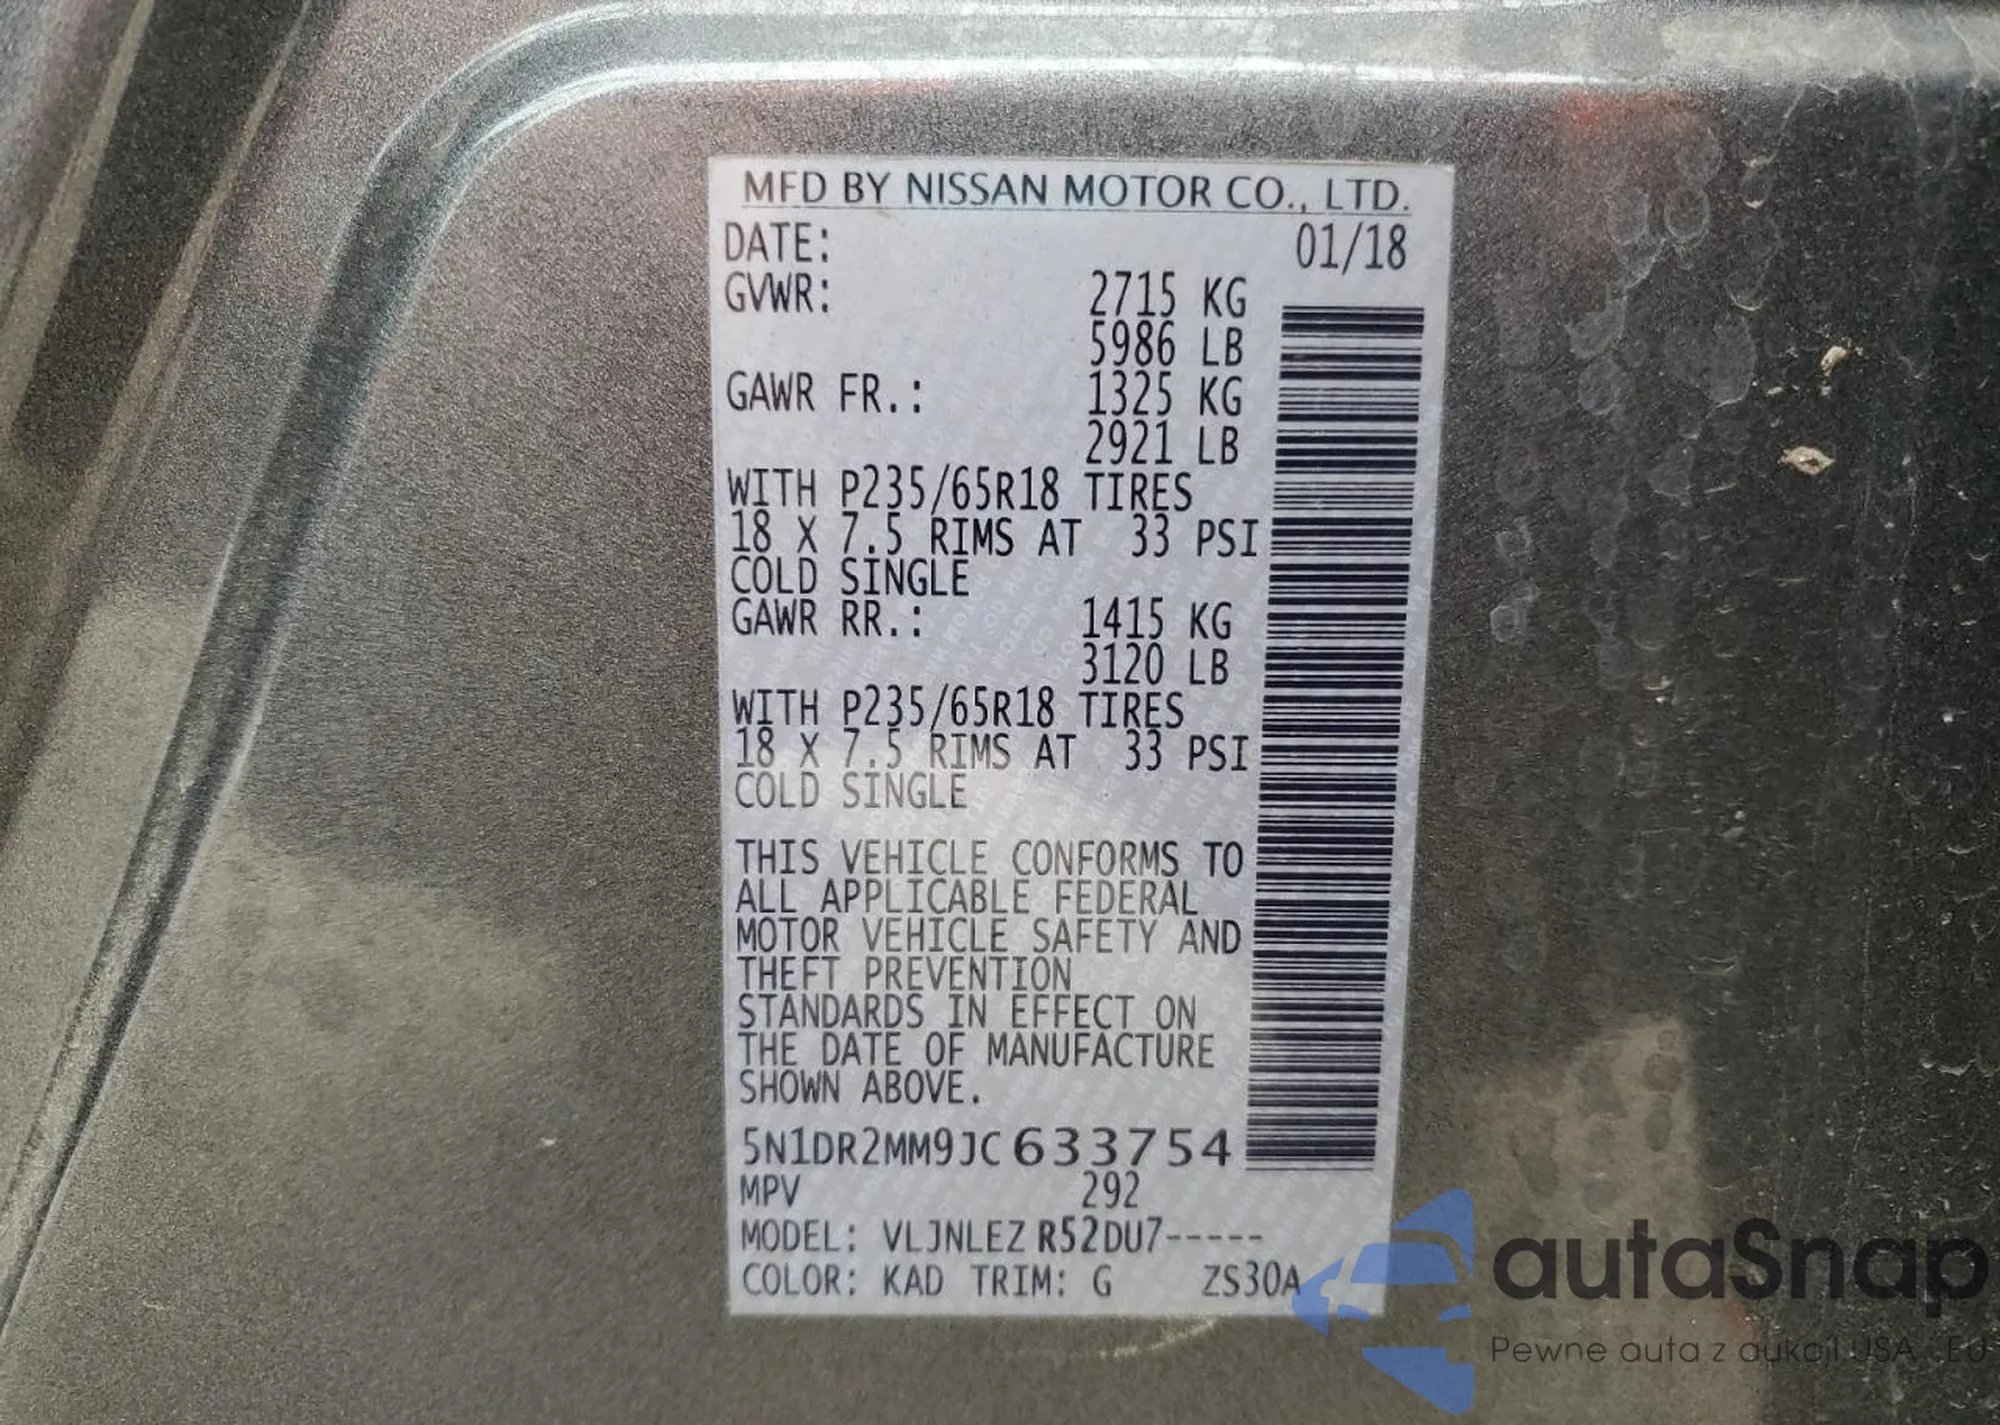 MFD BY NISSAN MOTOR CO., LTD.
DATE: 01/18
GVWR: 2715 KG
5986 LB
GAWR FR.: 1325 KG
2921 LB
WITH P235/65R18 TIRES
18 X 7.5 RIMS AT 33 PSI
COLD SINGLE
GAWR RR.: 1415 KG
3120 LB
WITH P235/65R18 TIRES
18 X 7.5 RIMS AT 33 PSI
COLD SINGLE
THIS VEHICLE CONFORMS TO
ALL APPLICABLE FEDERAL
MOTOR VEHICLE SAFETY AND
THEFT PREVENTION
STANDARDS IN EFFECT ON
THE DATE OF MANUFACTURE
SHOWN ABOVE.
5N1DR2MM9JC633754
MPV 292
MODEL: VLJNLEZ R52DU7-----
COLOR: KAD TRIM: G ZS30A
autaSnap
Pewne auta z aukcji USA i EU